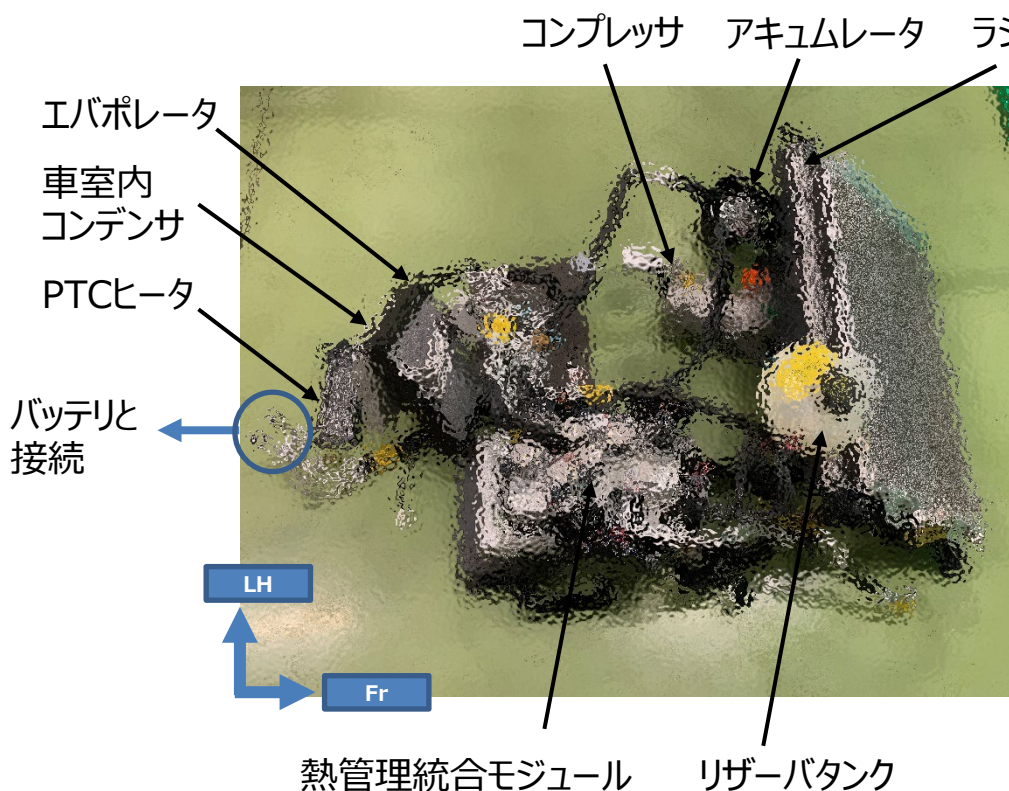 コンプレッサ アキュムレータ ラジ
エバポレータ
車室内
コンデンサ
PTCヒータ
バッテリと
接続
LH
Fr
熱管理統合モジュール リザーバタンク